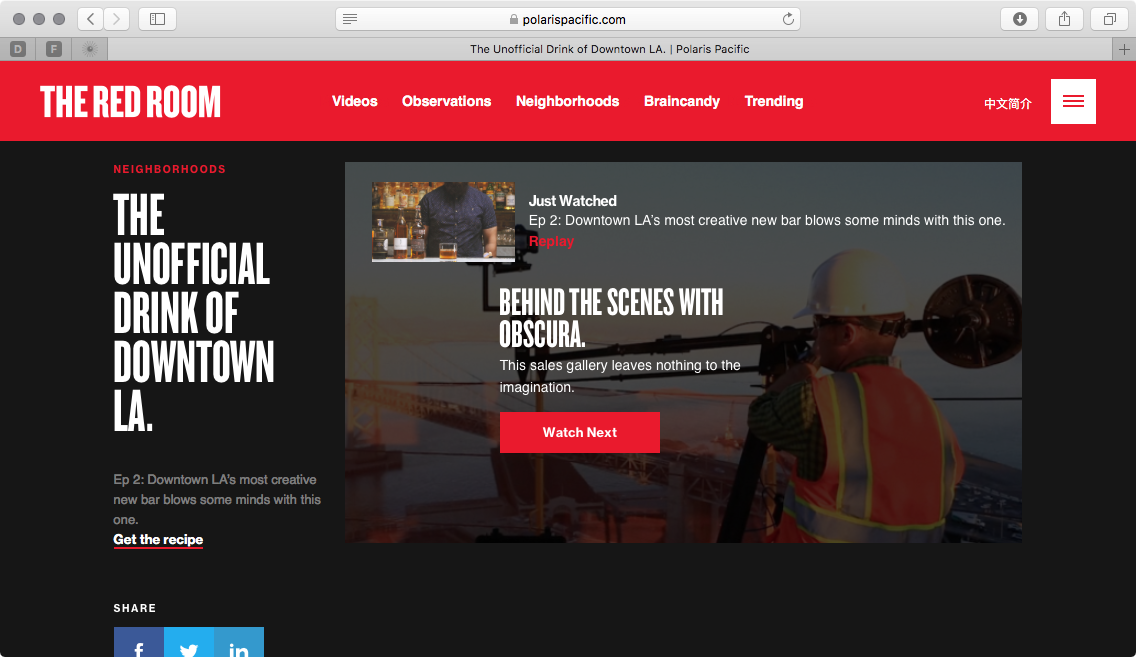 polarispacific.com
D
F
The Unofficial Drink of Downtown LA. | Polaris Pacific
THE RED ROOM
Videos
Observations
Neighborhoods
Braincandy
Trending
中文简介
NEIGHBORHOODS
THE
UNOFFICIAL
DRINK OF
DOWNTOWN
LA.
Ep 2: Downtown LA's most creative
new bar blows some minds with this
one.
Get the recipe
SHARE
f
in
Just Watched
Ep 2: Downtown LA's most creative new bar blows some minds with this one.
Replay
BEHIND THE SCENES WITH
OBSCURA.
This sales gallery leaves nothing to the
imagination.
Watch Next